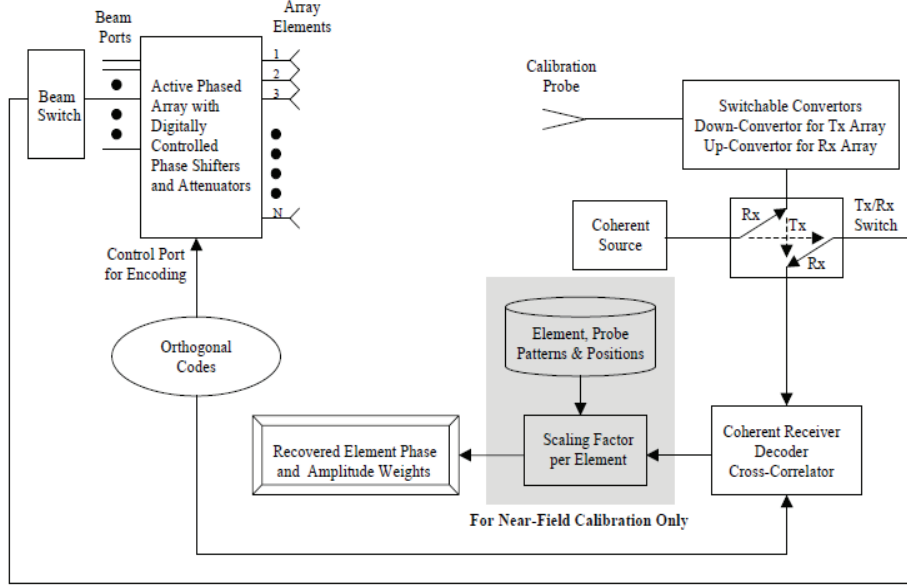 Beam
Ports
Array
Elements
Beam
Switch
Active Phased
Array with
Digitally
Controlled
Phase Shifters
and Attenuators
1
2
3
N
Calibration
Probe
Switchable Convertors
Down-Convertor for Tx Array
Up-Convertor for Rx Array
Coherent
Source
Rx
Tx
Rx
Tx/Rx
Switch
Control Port
for Encoding
Orthogonal
Codes
Element, Probe
Patterns & Positions
Recovered Element Phase
and Amplitude Weights
Scaling Factor
per Element
Coherent Receiver
Decoder
Cross-Correlator
For Near-Field Calibration Only